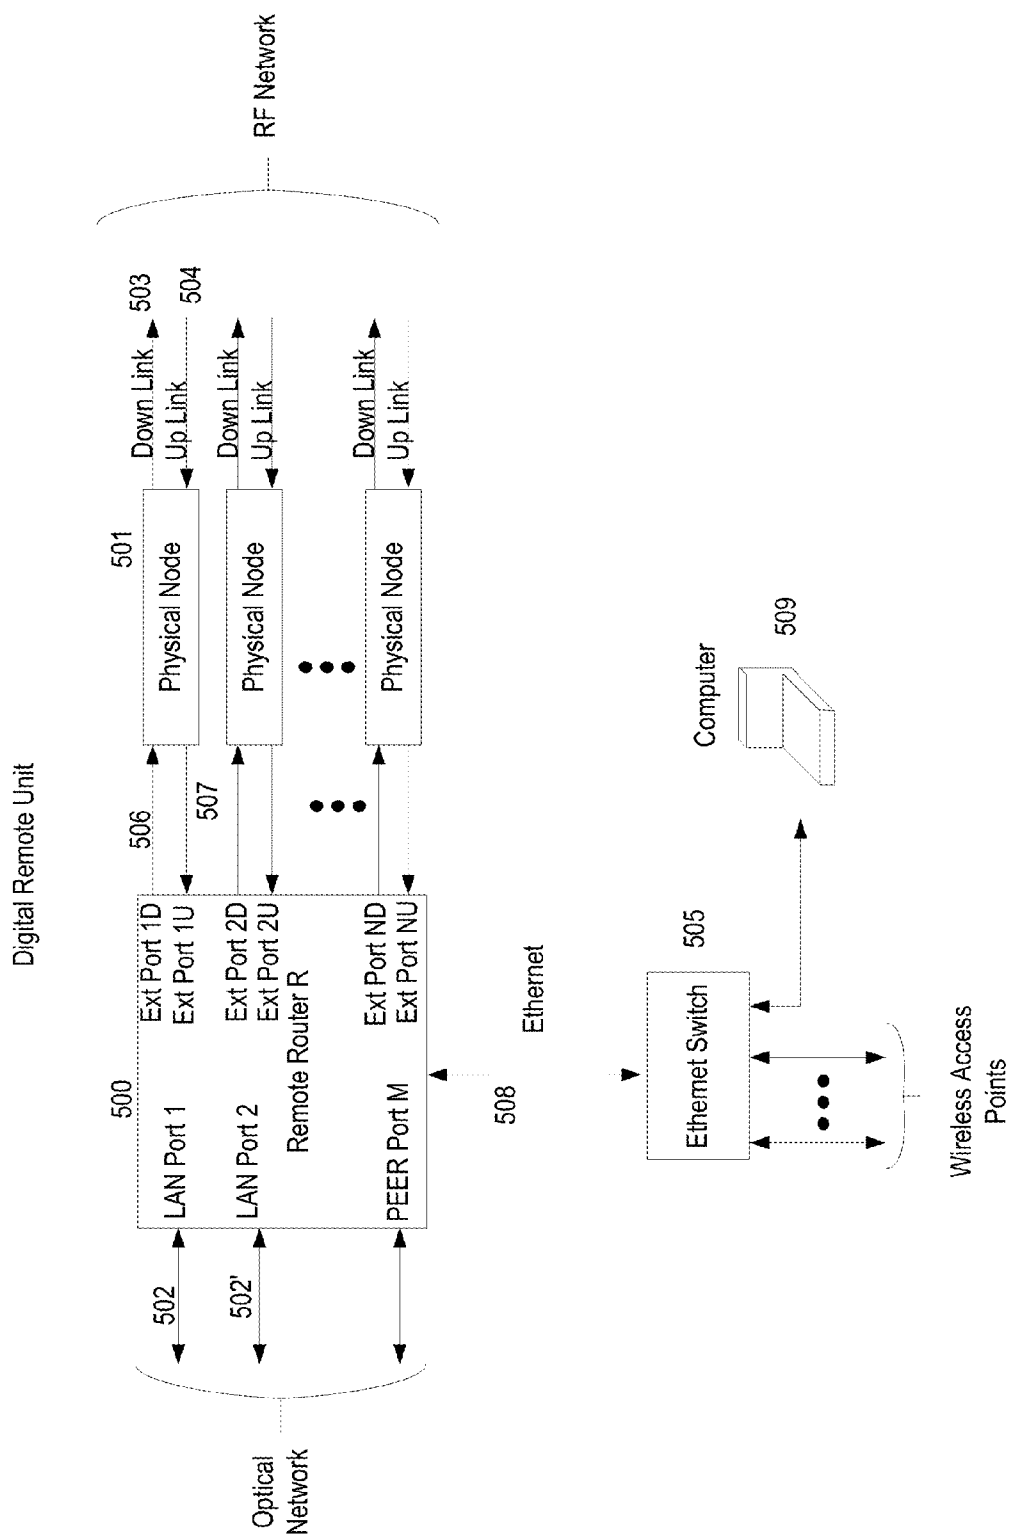 Digital Remote Unit
500
LAN Port 1
LAN Port 2
PEER Port M
Remote Router R
Ext Port 1D
Ext Port 1U
Ext Port 2D
Ext Port 2U
Ext Port ND
Ext Port NU
502
502'
Optical
Network
506
507
501
Physical Node
Physical Node
Physical Node
Down Link
503
Up Link
504
Down Link
Up Link
Down Link
Up Link
RF Network
508
Ethernet
Ethernet Switch
505
Computer
509
Wireless Access
Points